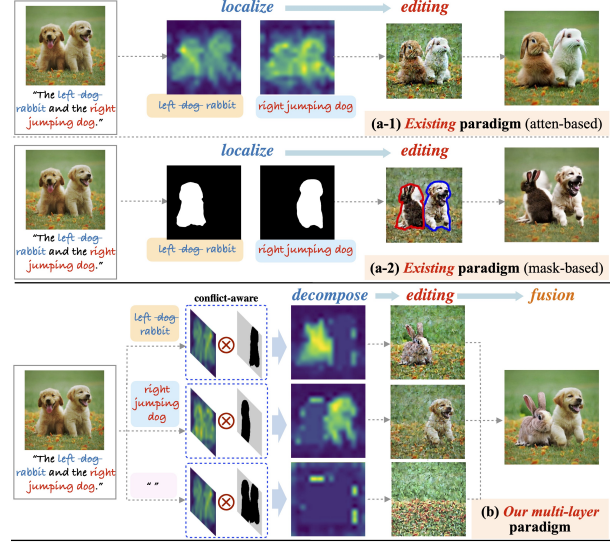 localize editing
"The left dog
rabbit and the right
jumping dog."
left dog rabbit
right jumping dog
(a-1) Existing paradigm (atten-based)
localize editing
"The left dog
rabbit and the right
jumping dog."
left dog rabbit
right jumping dog
(a-2) Existing paradigm (mask-based)
conflict-aware
decompose editing fusion
left dog
rabbit
right
jumping
dog
"The left dog
rabbit and the right
jumping dog."
" "
(b) Our multi-layer
paradigm